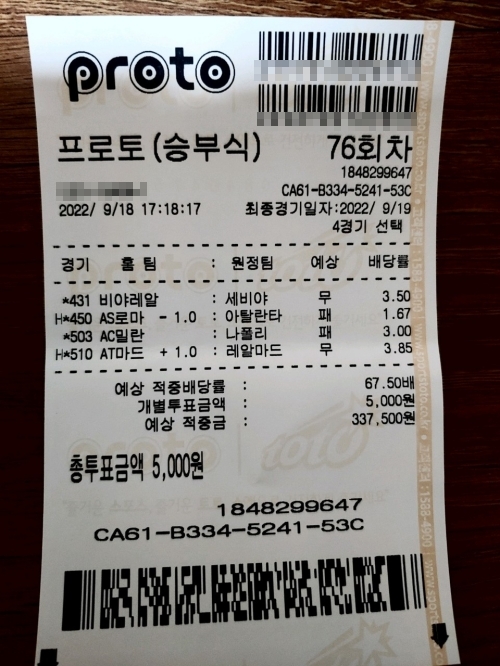 proto
프로토(승부식) 76회차
1848299647
CA61-B334-5241-53C
2022/ 9/18 17:18:17 최종경기일자:2022/ 9/19
4경기 선택
경기 홈 팀 : 원정팀 예상 배당률
*431 비야레알 : 세비야 무 3.50
H*450 AS로마 - 1.0 : 아탈란타 패 1.67
*503 AC밀란 : 나폴리 패 3.00
H*510 AT마드 + 1.0 : 레알마드 무 3.85
예상 적중배당률 : 67.50배
개별투표금액 : 5,000원
예상 적중금 : 337,500원
총투표금액 5,000원
1848299647
CA61-B334-5241-53C